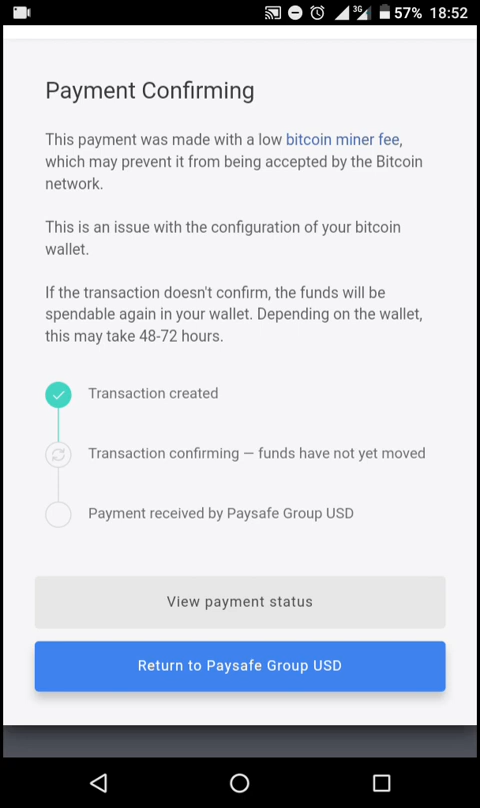 3G 57% 18:52
Payment Confirming
This payment was made with a low bitcoin miner fee,
which may prevent it from being accepted by the Bitcoin
network.
This is an issue with the configuration of your bitcoin
wallet.
If the transaction doesn't confirm, the funds will be
spendable again in your wallet. Depending on the wallet,
this may take 48-72 hours.
Transaction created
Transaction confirming — funds have not yet moved
Payment received by Paysafe Group USD
View payment status
Return to Paysafe Group USD